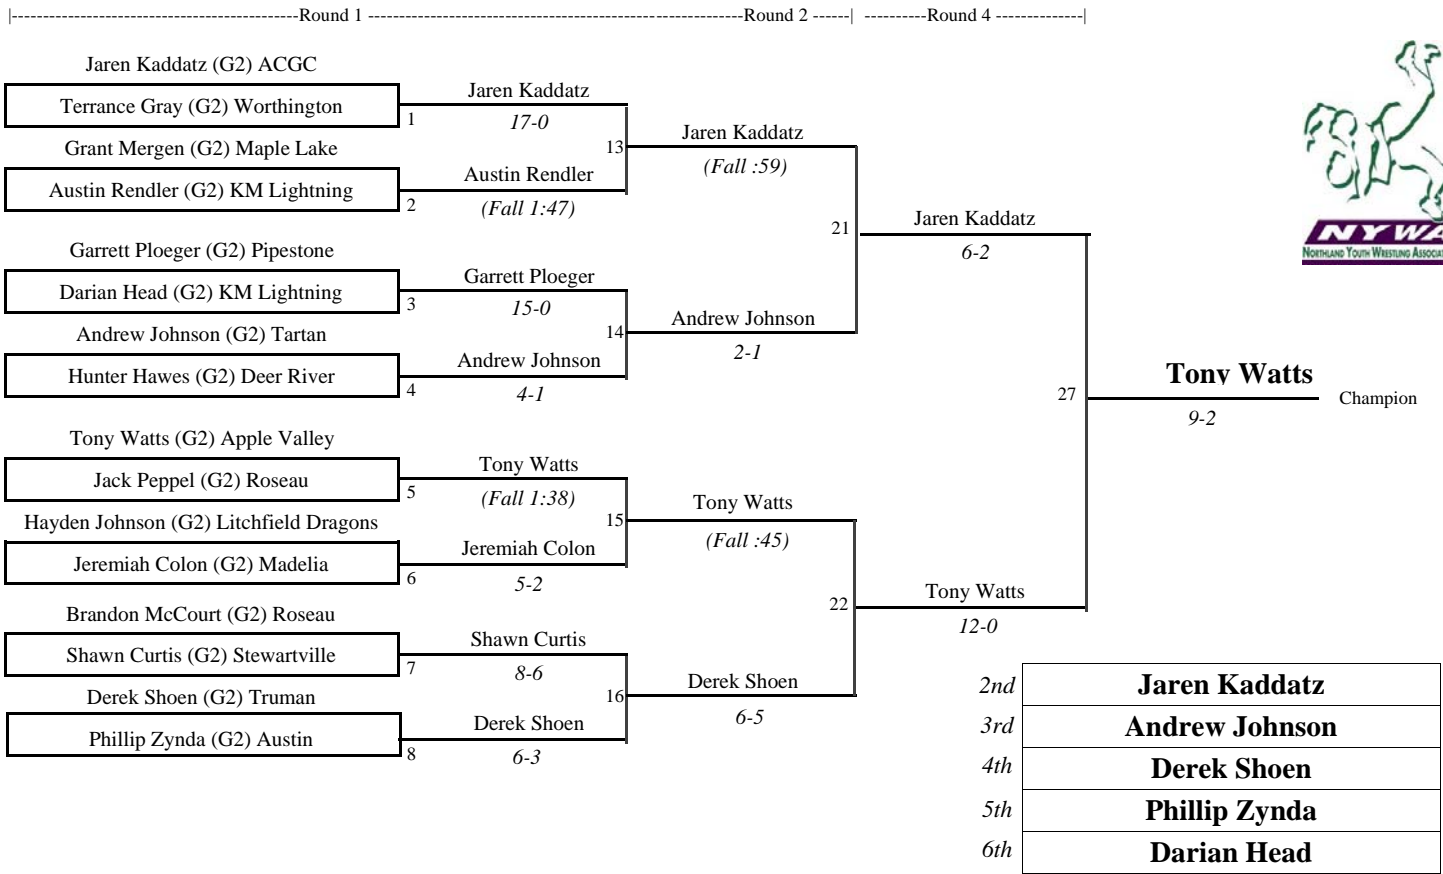 |----------------------------------------------Round 1 ------------------------------------------------------------Round 2 ------| ----------Round 4 --------------|
Jaren Kaddatz (G2) ACGC
Terrance Gray (G2) Worthington
1
Jaren Kaddatz
17-0
Grant Mergen (G2) Maple Lake
Austin Rendler (G2) KM Lightning
2
Austin Rendler
(Fall 1:47)
13
Jaren Kaddatz
(Fall :59)
Garrett Ploeger (G2) Pipestone
Darian Head (G2) KM Lightning
3
Garrett Ploeger
15-0
Andrew Johnson (G2) Tartan
Hunter Hawes (G2) Deer River
4
Andrew Johnson
4-1
14
Andrew Johnson
2-1
21
Jaren Kaddatz
6-2
Tony Watts (G2) Apple Valley
Jack Peppel (G2) Roseau
5
Tony Watts
(Fall 1:38)
Hayden Johnson (G2) Litchfield Dragons
Jeremiah Colon (G2) Madelia
6
Jeremiah Colon
5-2
15
Tony Watts
(Fall :45)
Brandon McCourt (G2) Roseau
Shawn Curtis (G2) Stewartville
7
Shawn Curtis
8-6
Derek Shoen (G2) Truman
Phillip Zynda (G2) Austin
8
Derek Shoen
6-3
16
Derek Shoen
6-5
22
Tony Watts
12-0
27
Tony Watts
Champion
9-2
NYWA
NORTHLAND YOUTH WRESTLING
2nd Jaren Kaddatz
3rd Andrew Johnson
4th Derek Shoen
5th Phillip Zynda
6th Darian Head